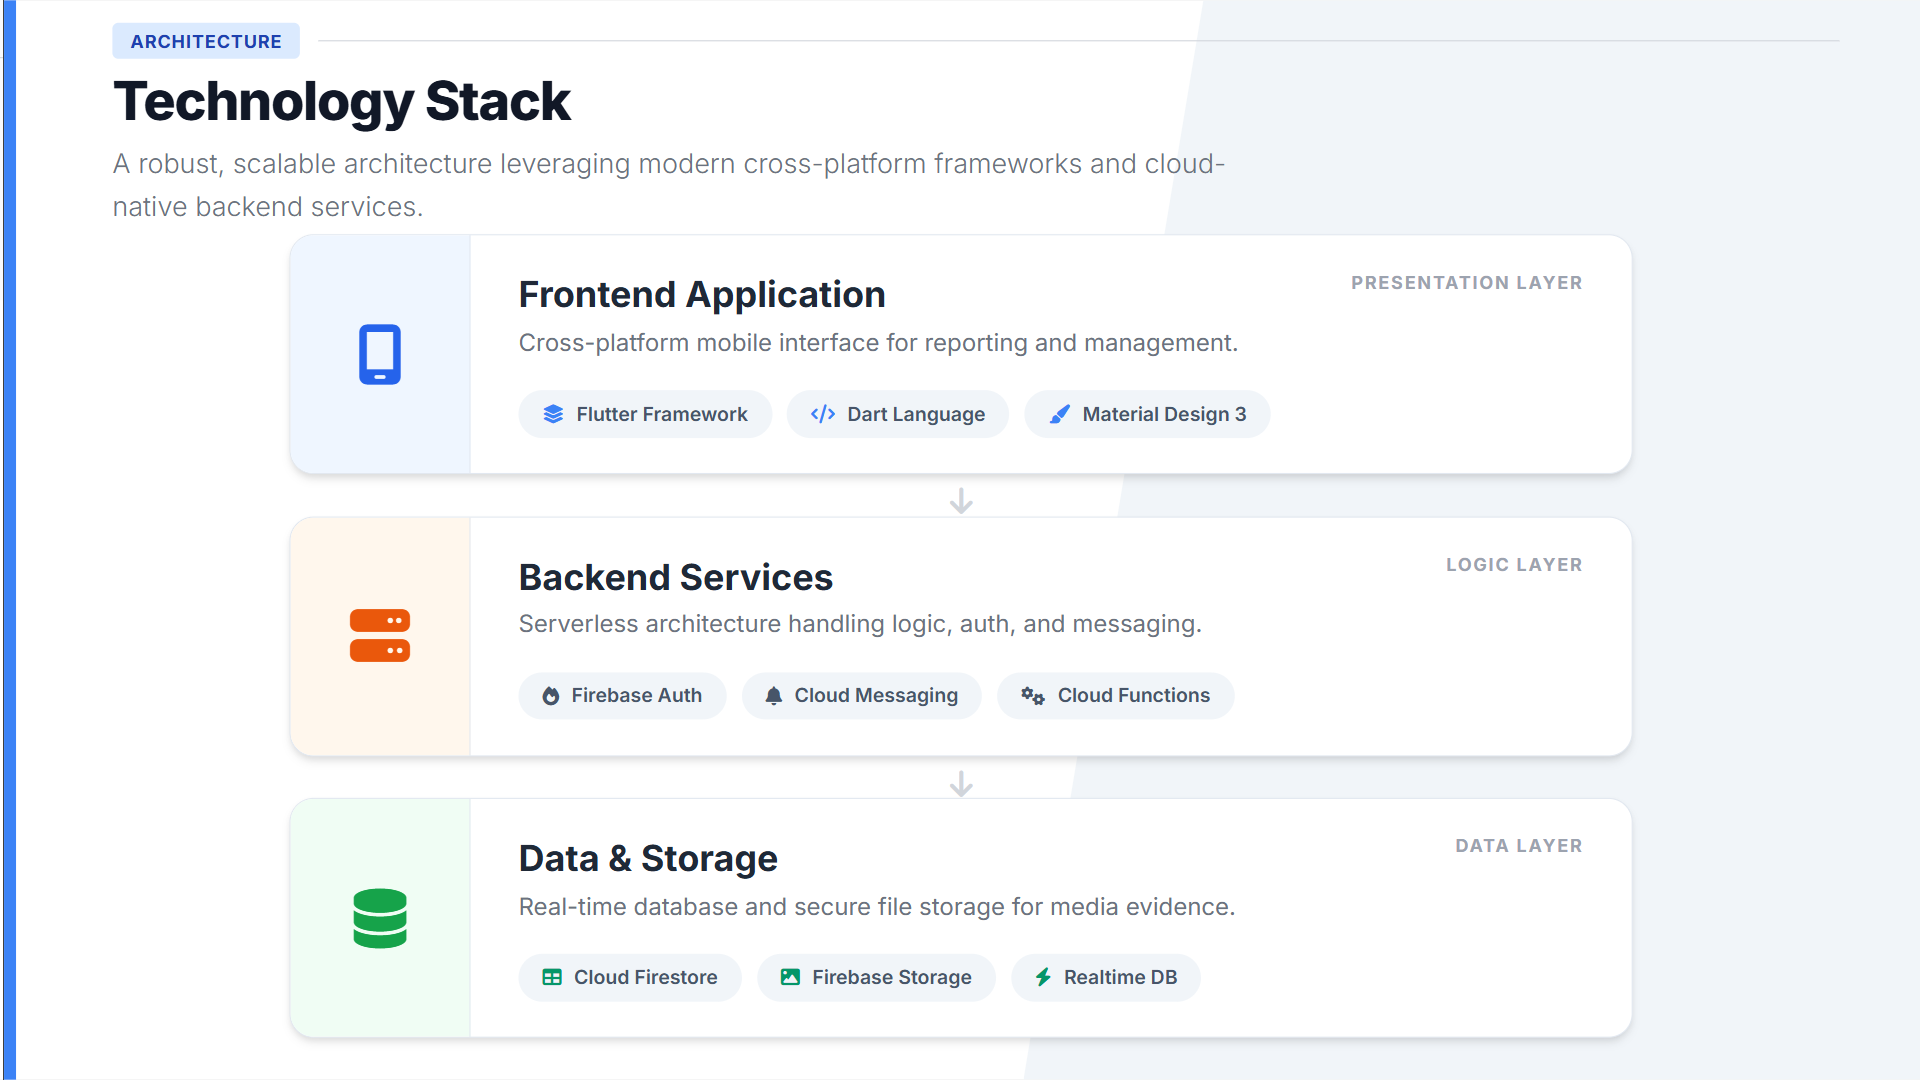 ARCHITECTURE
Technology Stack
A robust, scalable architecture leveraging modern cross-platform frameworks and cloud-
native backend services.
Frontend Application
PRESENTATION LAYER
Cross-platform mobile interface for reporting and management.
Flutter Framework
Dart Language
Material Design 3
Backend Services
LOGIC LAYER
Serverless architecture handling logic, auth, and messaging.
Firebase Auth
Cloud Messaging
Cloud Functions
Data & Storage
DATA LAYER
Real-time database and secure file storage for media evidence.
Cloud Firestore
Firebase Storage
Realtime DB